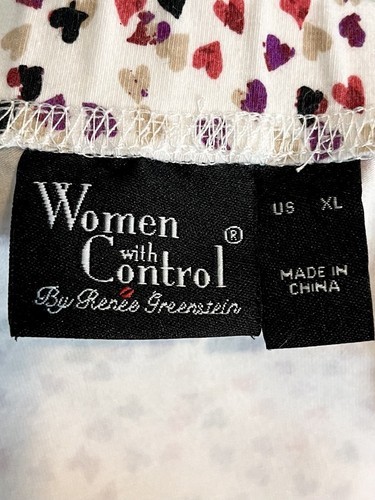 Women
with
Control®
By Renée Greenstein
US XL
MADE IN
CHINA